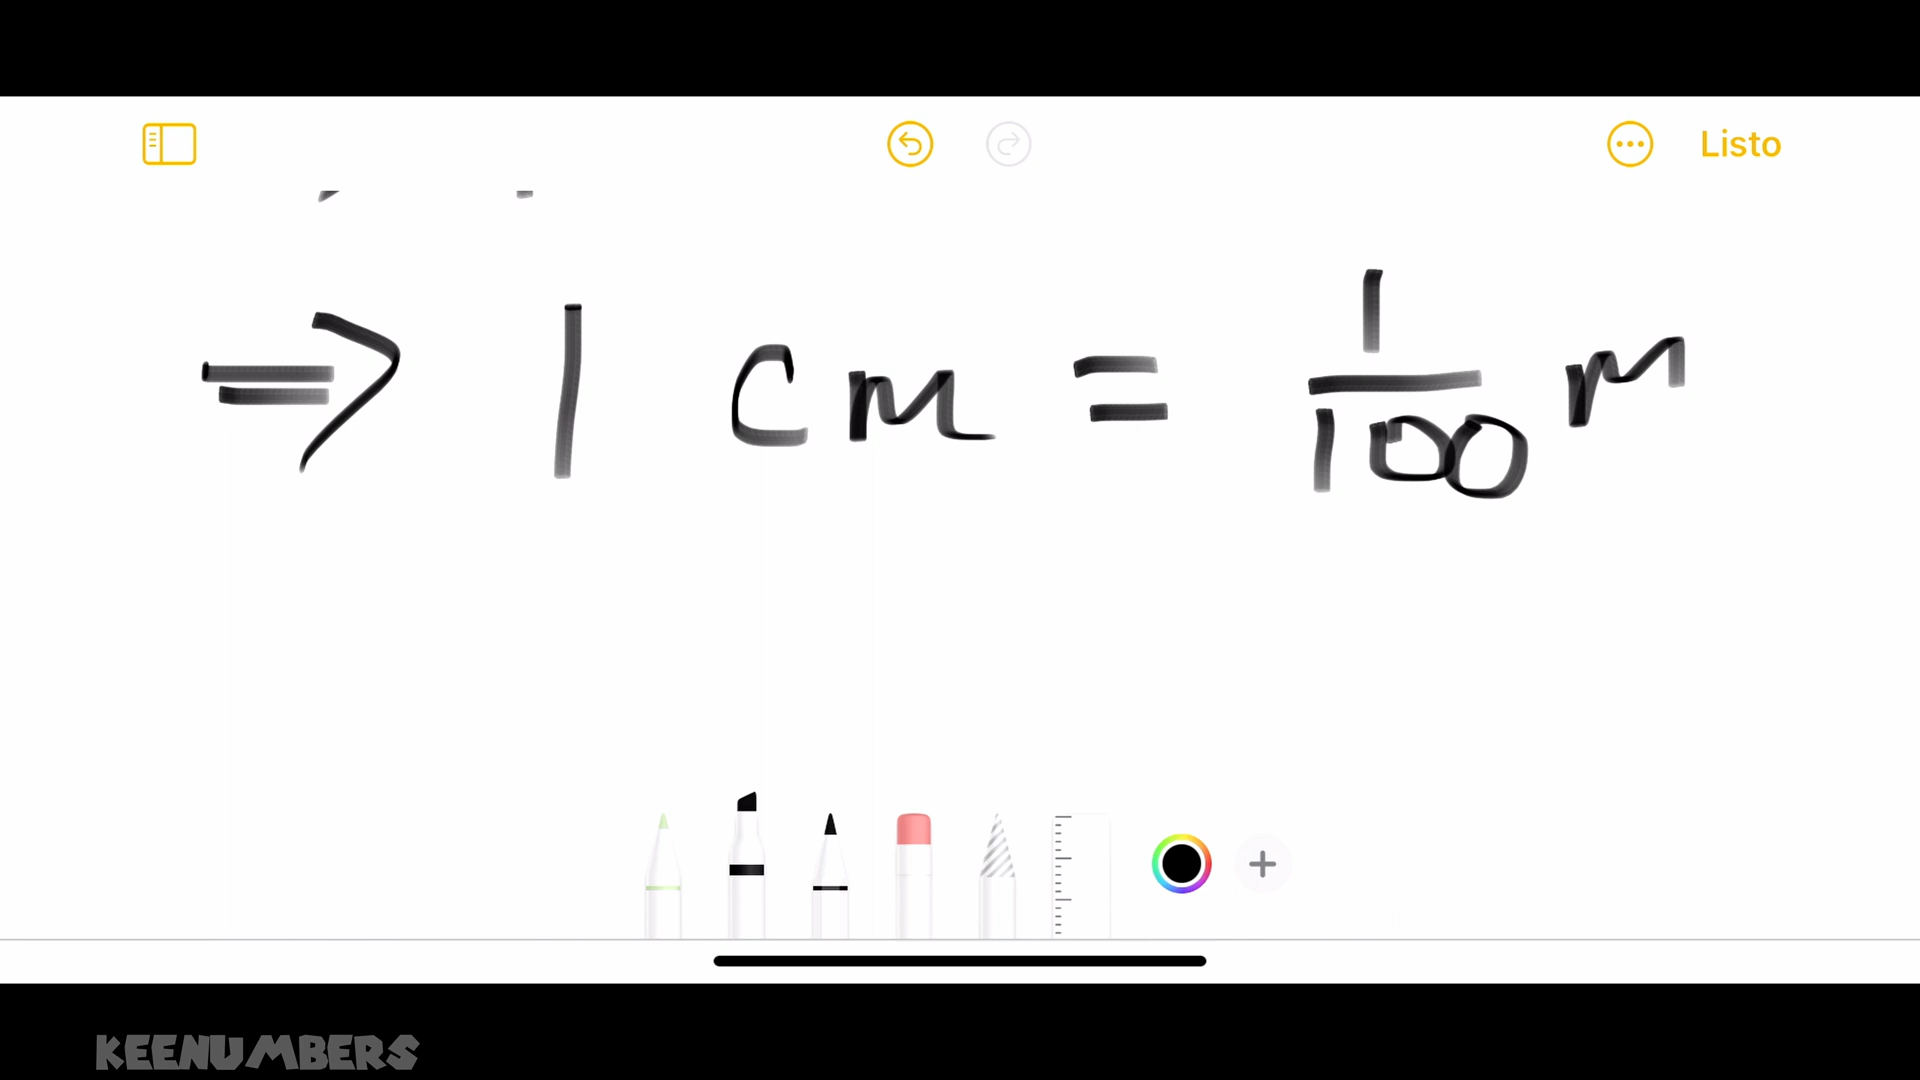 Listo
⇒ 1 cm = 1/100 m
KEENUMBERS